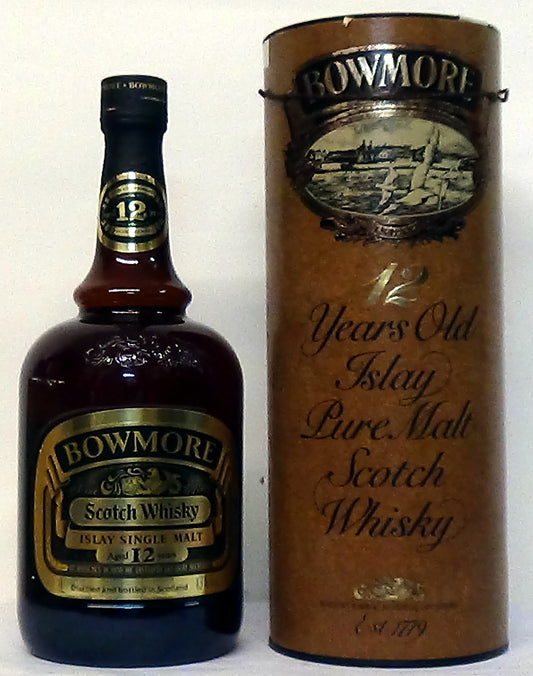 BOWMORE
12
BOWMORE
Scotch Whisky
ISLAY SINGLE MALT
Aged 12 years
Distilled and bottled in Scotland
BOWMORE
12
Years Old
Islay
Pure Malt
Scotch
Whisky
Est. 1779